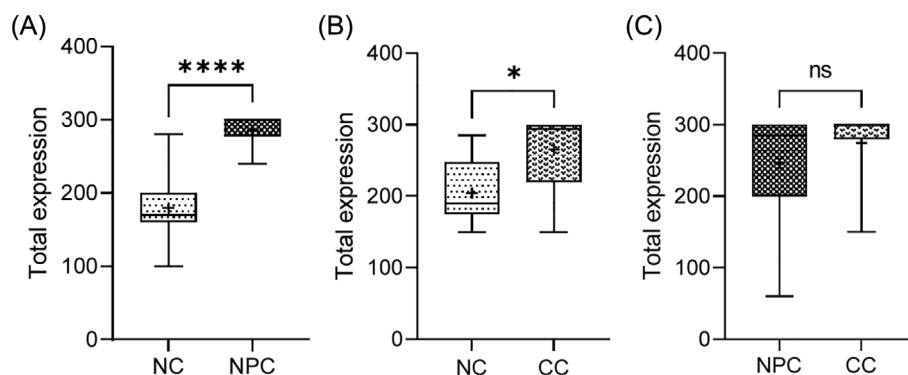 (A)
Total expression
400
300
200
100
0
****
NC NPC
(B)
Total expression
400
300
200
100
0
*
NC CC
(C)
Total expression
400
300
200
100
0
ns
NPC CC